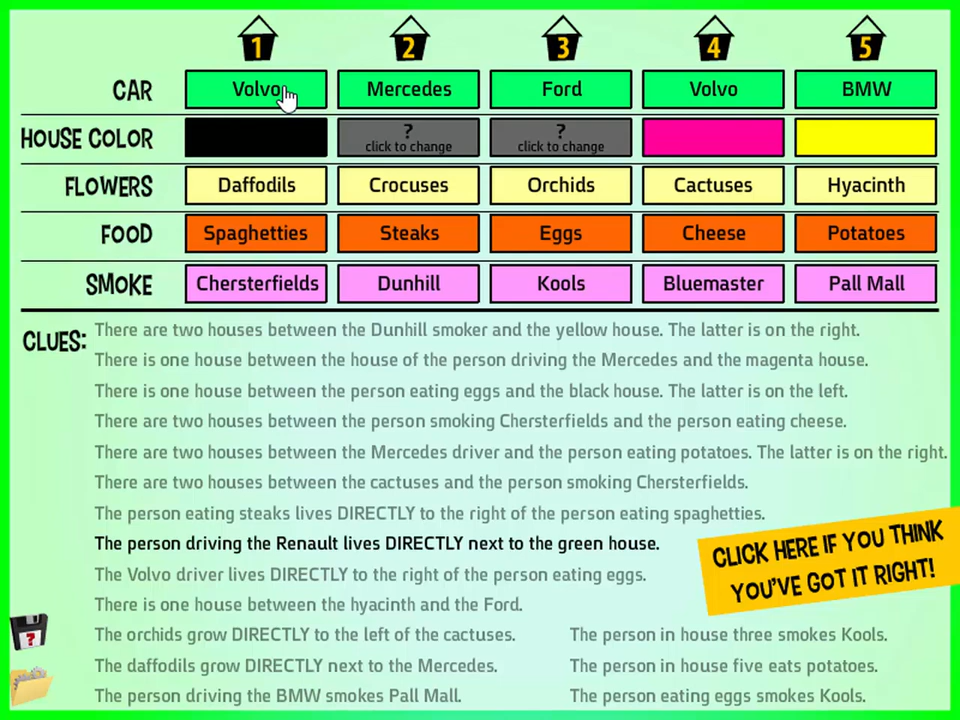 1 2 3 4 5
CAR Volvo Mercedes Ford Volvo BMW
HOUSE COLOR ? click to change ? click to change
FLOWERS Daffodils Crocuses Orchids Cactuses Hyacinth
FOOD Spaghetties Steaks Eggs Cheese Potatoes
SMOKE Chersterfields Dunhill Kools Bluemaster Pall Mall
CLUES:
There are two houses between the Dunhill smoker and the yellow house. The latter is on the right.
There is one house between the house of the person driving the Mercedes and the magenta house.
There is one house between the person eating eggs and the black house. The latter is on the left.
There are two houses between the person smoking Chersterfields and the person eating cheese.
There are two houses between the Mercedes driver and the person eating potatoes. The latter is on the right.
There are two houses between the cactuses and the person smoking Chersterfields.
The person eating steaks lives DIRECTLY to the right of the person eating spaghetties.
The person driving the Renault lives DIRECTLY next to the green house.
The Volvo driver lives DIRECTLY to the right of the person eating eggs.
There is one house between the hyacinth and the Ford.
The orchids grow DIRECTLY to the left of the cactuses. The person in house three smokes Kools.
The daffodils grow DIRECTLY next to the Mercedes. The person in house five eats potatoes.
The person driving the BMW smokes Pall Mall. The person eating eggs smokes Kools.
CLICK HERE IF YOU THINK
YOU'VE GOT IT RIGHT!
?